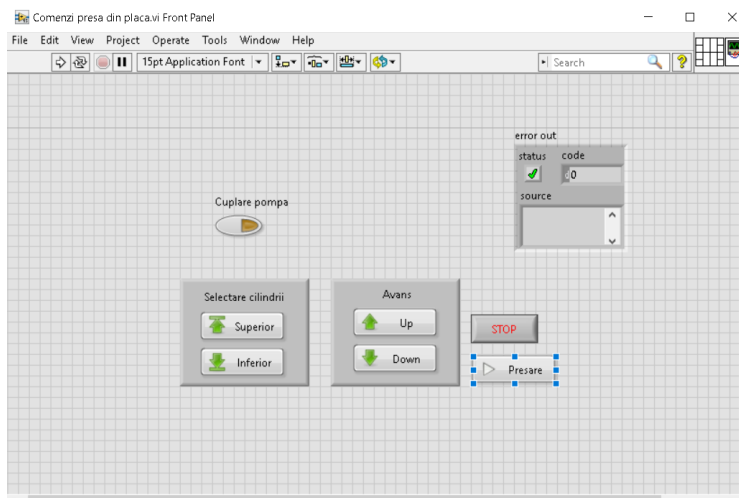 Comenzi presa din placa.vi Front Panel
File Edit View Project Operate Tools Window Help
15pt Application Font
Search
?
error out
status code
0
source
Cuplare pompa
Selectare cilindrii
Superior
Inferior
Avans
Up
Down
STOP
Presare